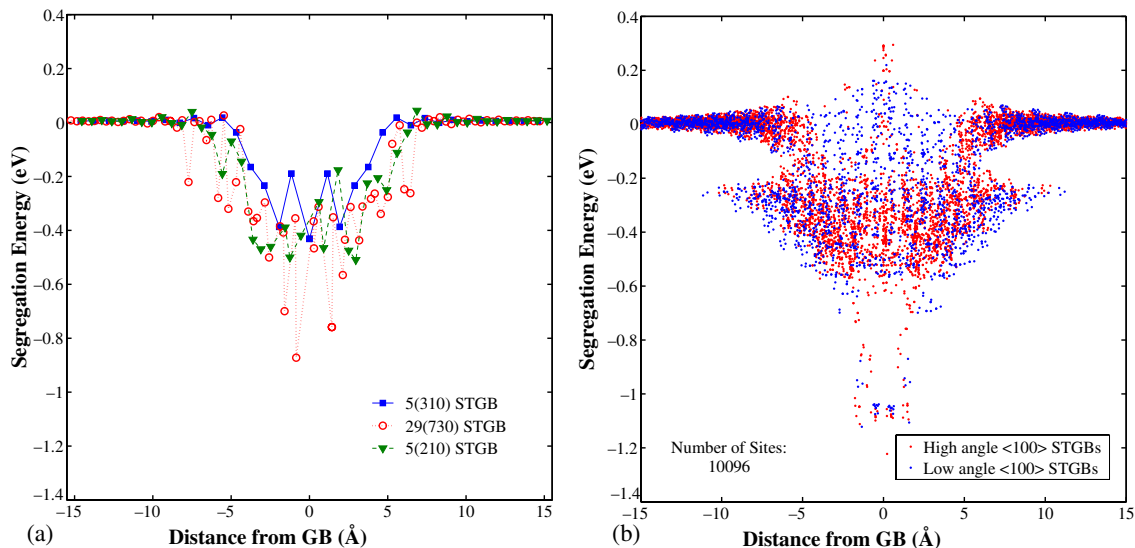 0.4
0.2
0
−0.2
−0.4
−0.6
−0.8
−1
−1.2
−1.4
−15
−10
−5
0
5
10
15
Segregation Energy (eV)
Distance from GB (Å)
5(310) STGB
29(730) STGB
5(210) STGB
(a)
0.4
0.2
0
−0.2
−0.4
−0.6
−0.8
−1
−1.2
−1.4
−15
−10
−5
0
5
10
15
Segregation Energy (eV)
Distance from GB (Å)
Number of Sites:
10096
High angle <100> STGBs
Low angle <100> STGBs
(b)